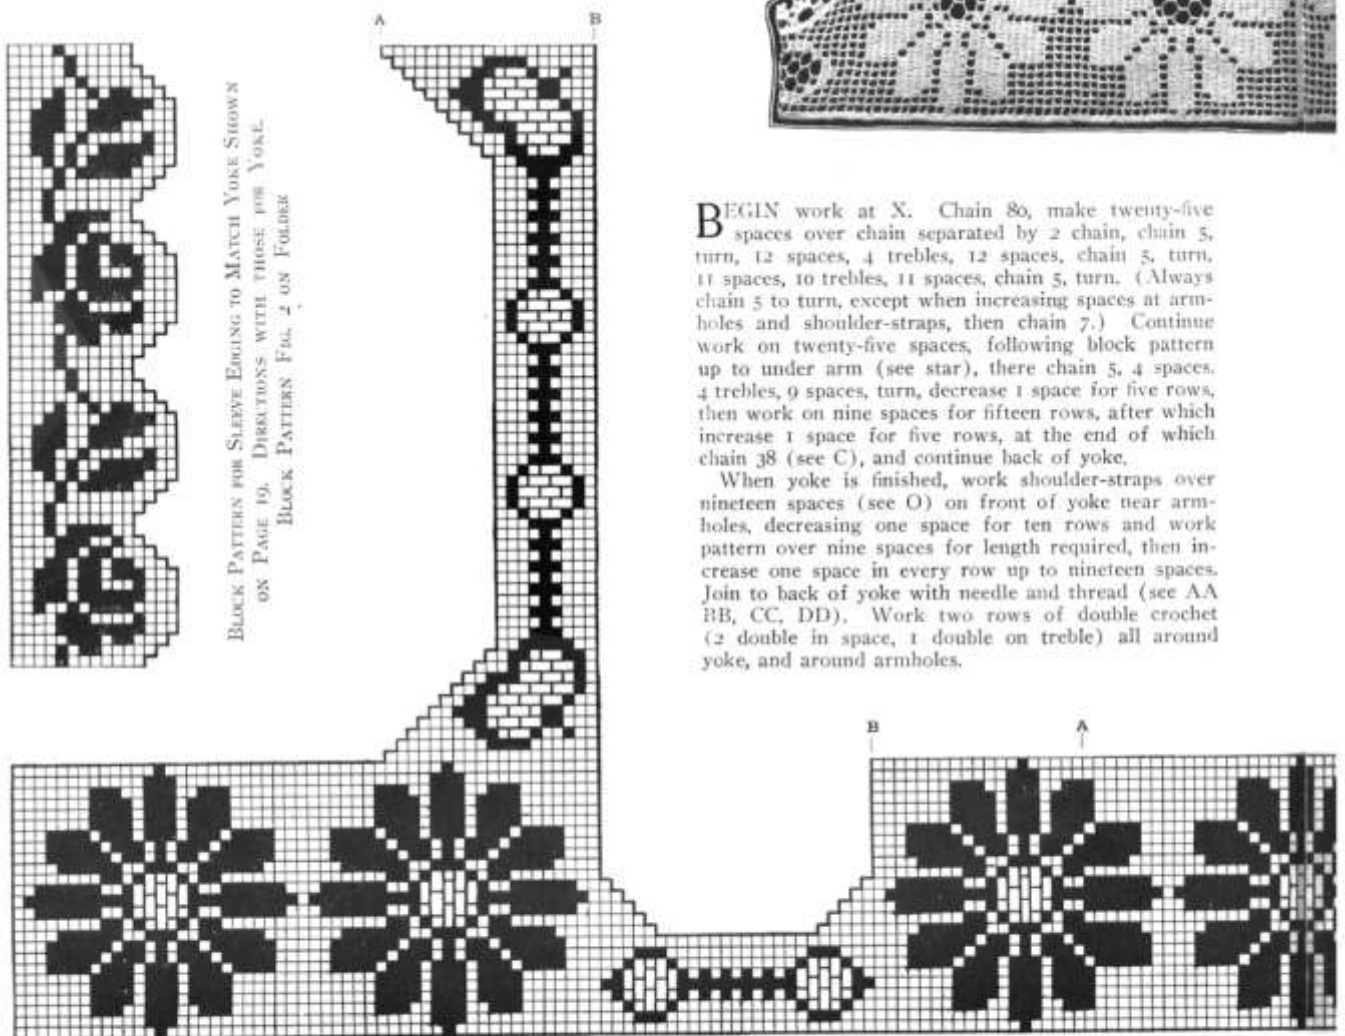 A B
BLOCK PATTERN FOR SLEEVE EDGING TO MATCH YOKE SHOWN
ON PAGE 19. DIRECTIONS WITH THOSE FOR YOKE.
BLOCK PATTERN FIG. 2 ON FOLDER
BEGIN work at X. Chain 80, make twenty-five
spaces over chain separated by 2 chain, chain 5,
turn, 12 spaces, 4 trebles, 12 spaces, chain 5, turn,
11 spaces, 10 trebles, 11 spaces, chain 5, turn. (Always
chain 5 to turn, except when increasing spaces at arm-
holes and shoulder-straps, then chain 7.) Continue
work on twenty-five spaces, following block pattern
up to under arm (see star), there chain 5, 4 spaces,
4 trebles, 9 spaces, turn, decrease 1 space for five rows,
then work on nine spaces for fifteen rows, after which
increase 1 space for five rows, at the end of which
chain 38 (see C), and continue back of yoke.
When yoke is finished, work shoulder-straps over
nineteen spaces (see O) on front of yoke near arm-
holes, decreasing one space for ten rows and work
pattern over nine spaces for length required, then in-
crease one space in every row up to nineteen spaces.
Join to back of yoke with needle and thread (see AA
BB, CC, DD). Work two rows of double crochet
(2 double in space, 1 double on treble) all around
yoke, and around armholes.
B A